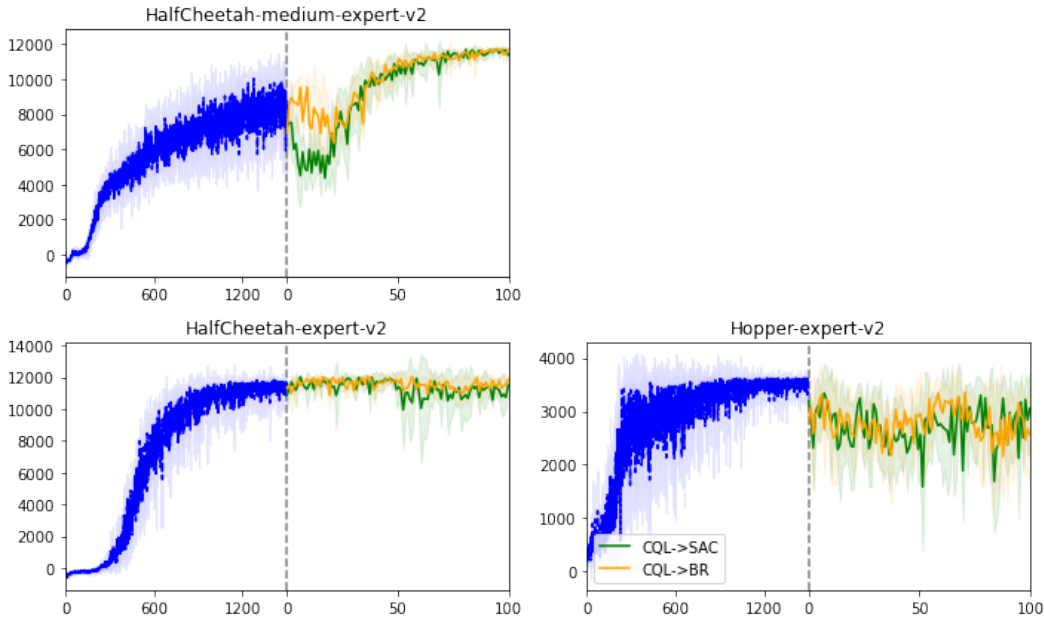 HalfCheetah-medium-expert-v2
12000
10000
8000
6000
4000
2000
0
0 600 1200 0 50 100
HalfCheetah-expert-v2
14000
12000
10000
8000
6000
4000
2000
0
0 600 1200 0 50 100
Hopper-expert-v2
4000
3000
2000
1000
0
CQL->SAC
CQL->BR
0 600 1200 0 50 100